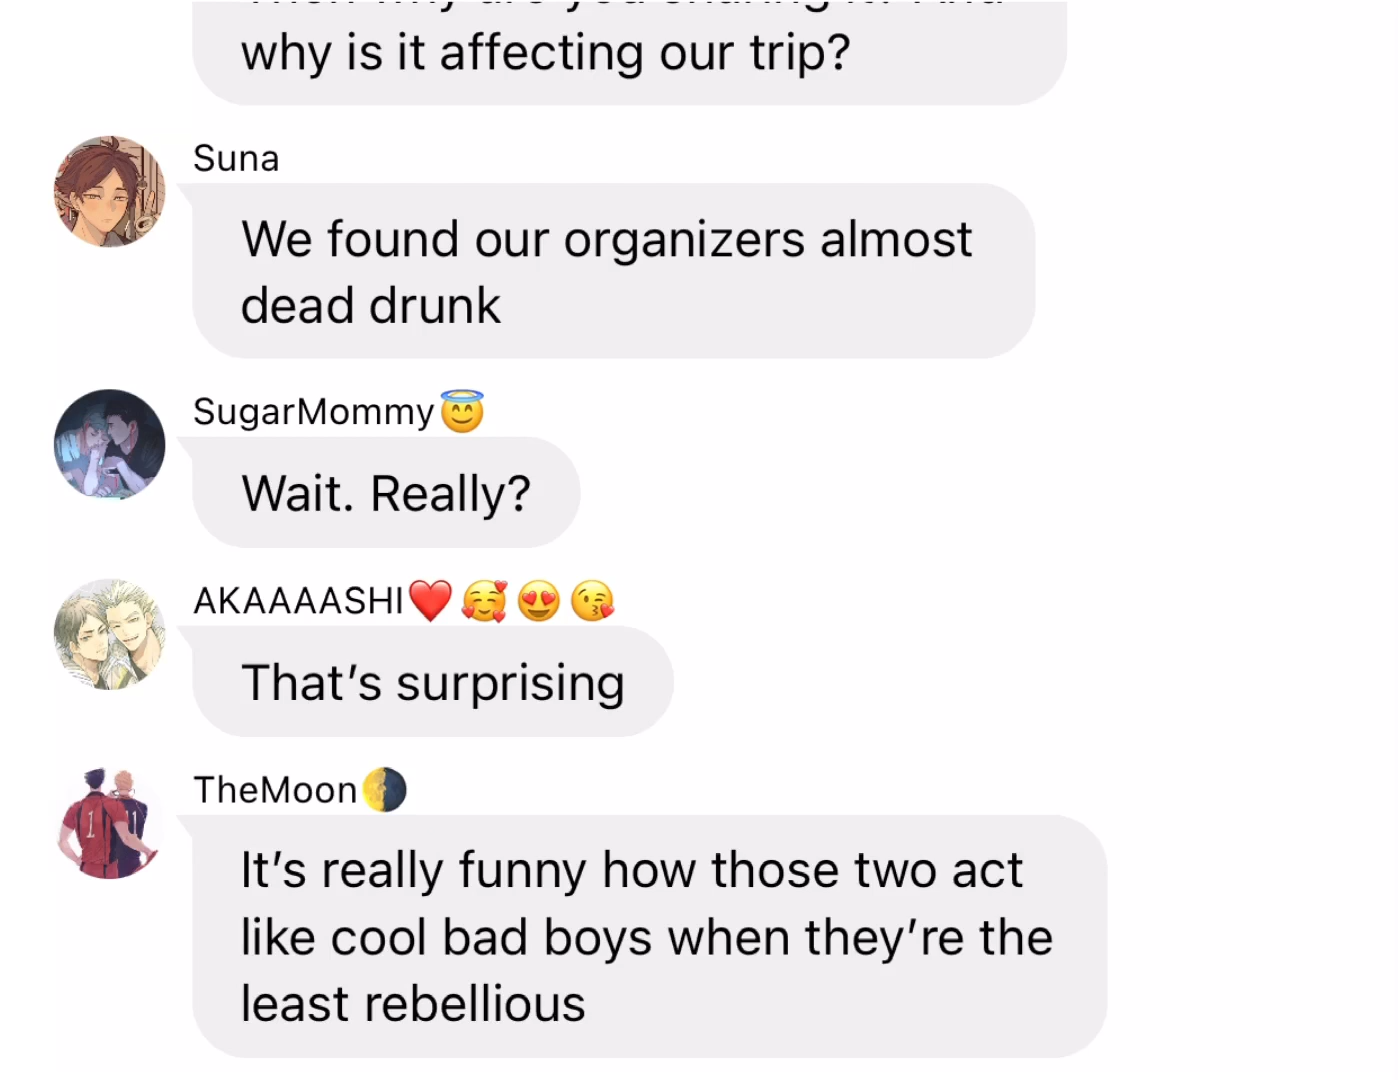 why is it affecting our trip?
Suna
We found our organizers almost
dead drunk
SugarMommy😇
Wait. Really?
AKAAAASHI❤️🥰😍😘
That’s surprising
TheMoon🌗
It’s really funny how those two act
like cool bad boys when they’re the
least rebellious